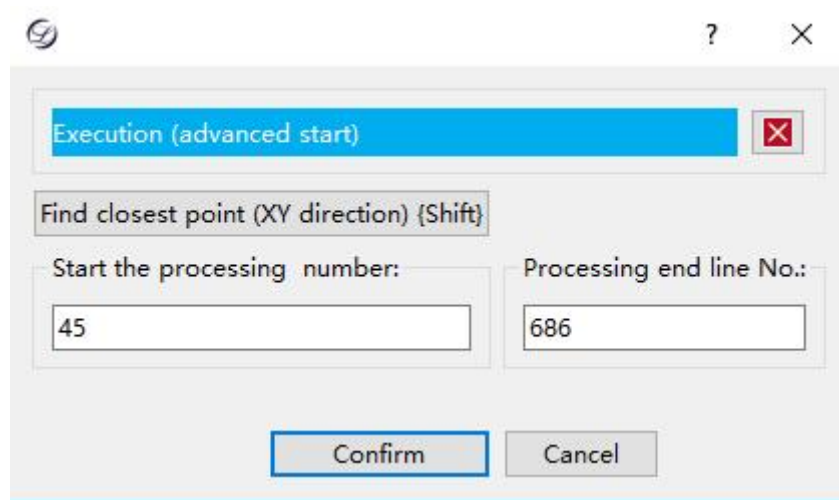 ?
Execution (advanced start)
Find closest point (XY direction) {Shift}
Start the processing  number:
Processing end line No.:
45
686
Confirm
Cancel